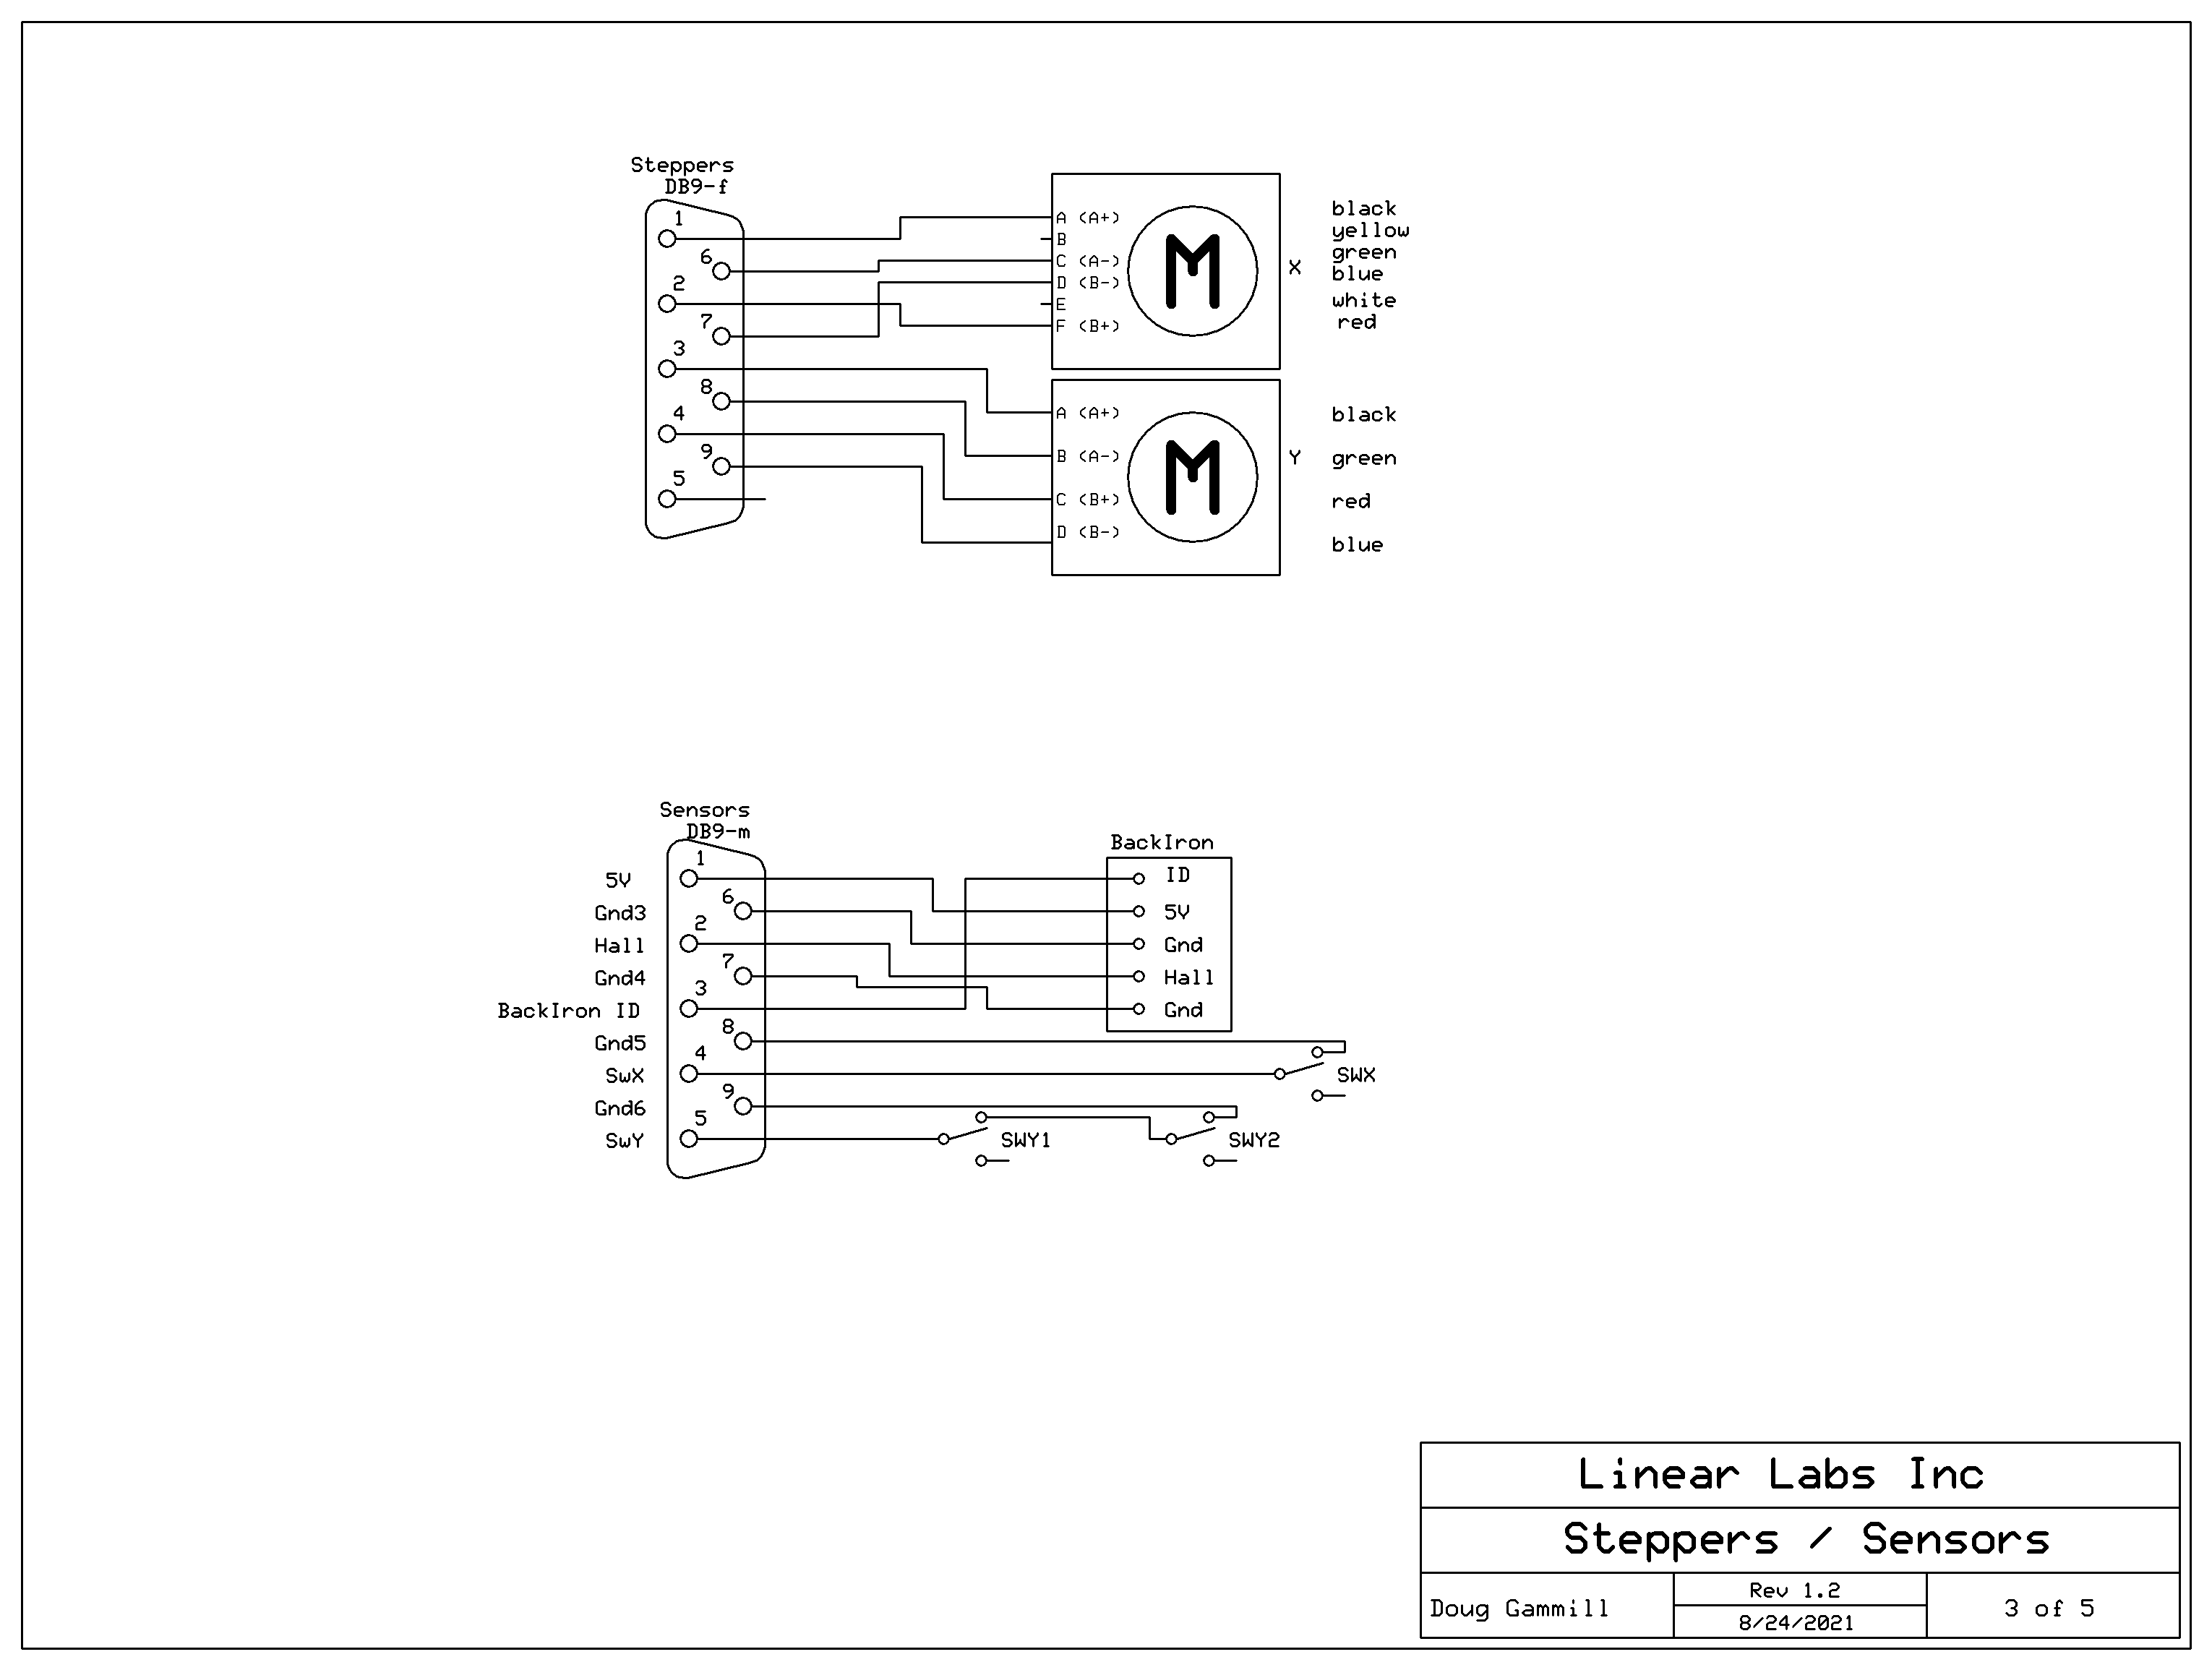 Steppers
DB9-f
1
6
2
7
3
8
4
9
5
A (A+)
B
C (A-)
D (B-)
E
F (B+)
M
X
black
yellow
green
blue
white
red
A (A+)
B (A-)
C (B+)
D (B-)
M
Y
black
green
red
blue
Sensors
DB9-m
1
6
2
7
3
8
4
9
5
5V
Gnd3
Hall
Gnd4
BackIron ID
Gnd5
SwX
Gnd6
SwY
BackIron
ID
5V
Gnd
Hall
Gnd
SWX
SWY1
SWY2
Linear Labs Inc
Steppers / Sensors
Doug Gammill
Rev 1.2
8/24/2021
3 of 5